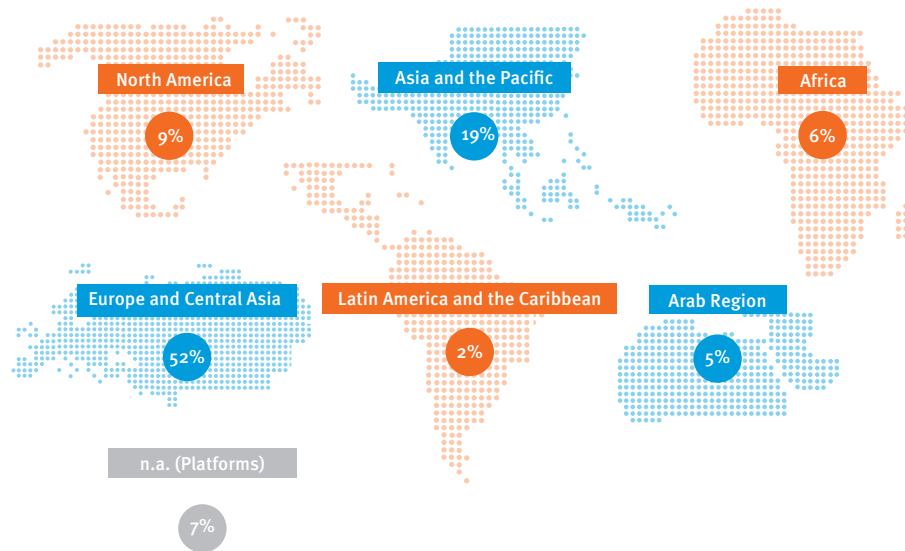 North America
9%
Asia and the Pacific
19%
Africa
6%
Europe and Central Asia
52%
Latin America and the Caribbean
2%
Arab Region
5%
n.a. (Platforms)
7%